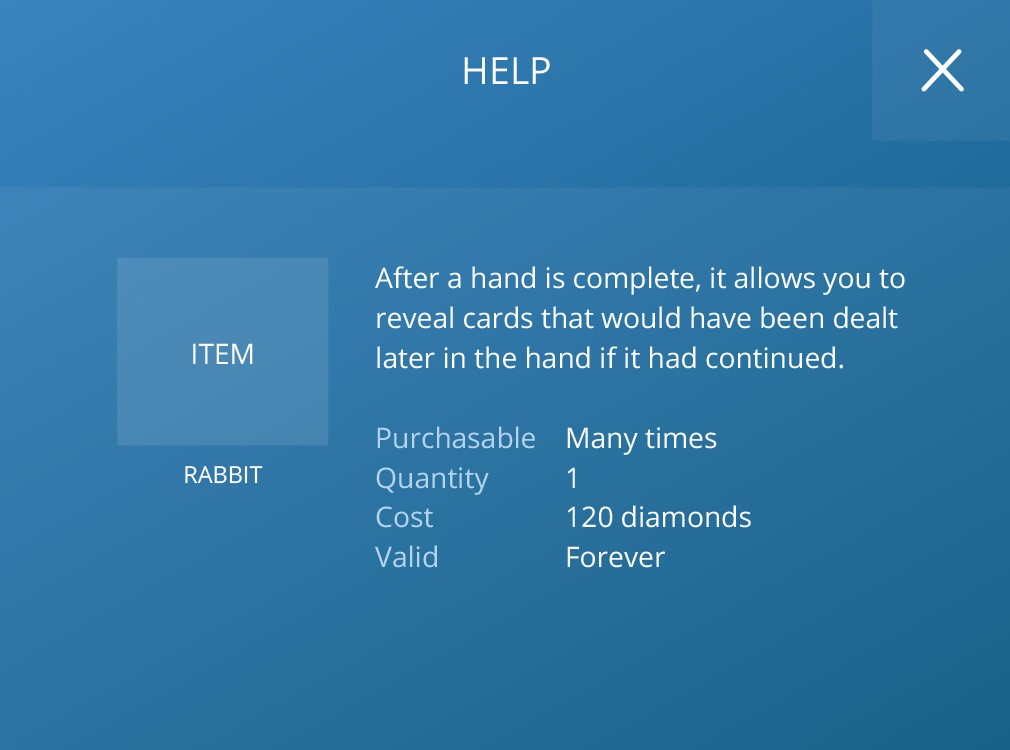 HELP
ITEM
RABBIT
After a hand is complete, it allows you to
reveal cards that would have been dealt
later in the hand if it had continued.
Purchasable Many times
Quantity 1
Cost 120 diamonds
Valid Forever